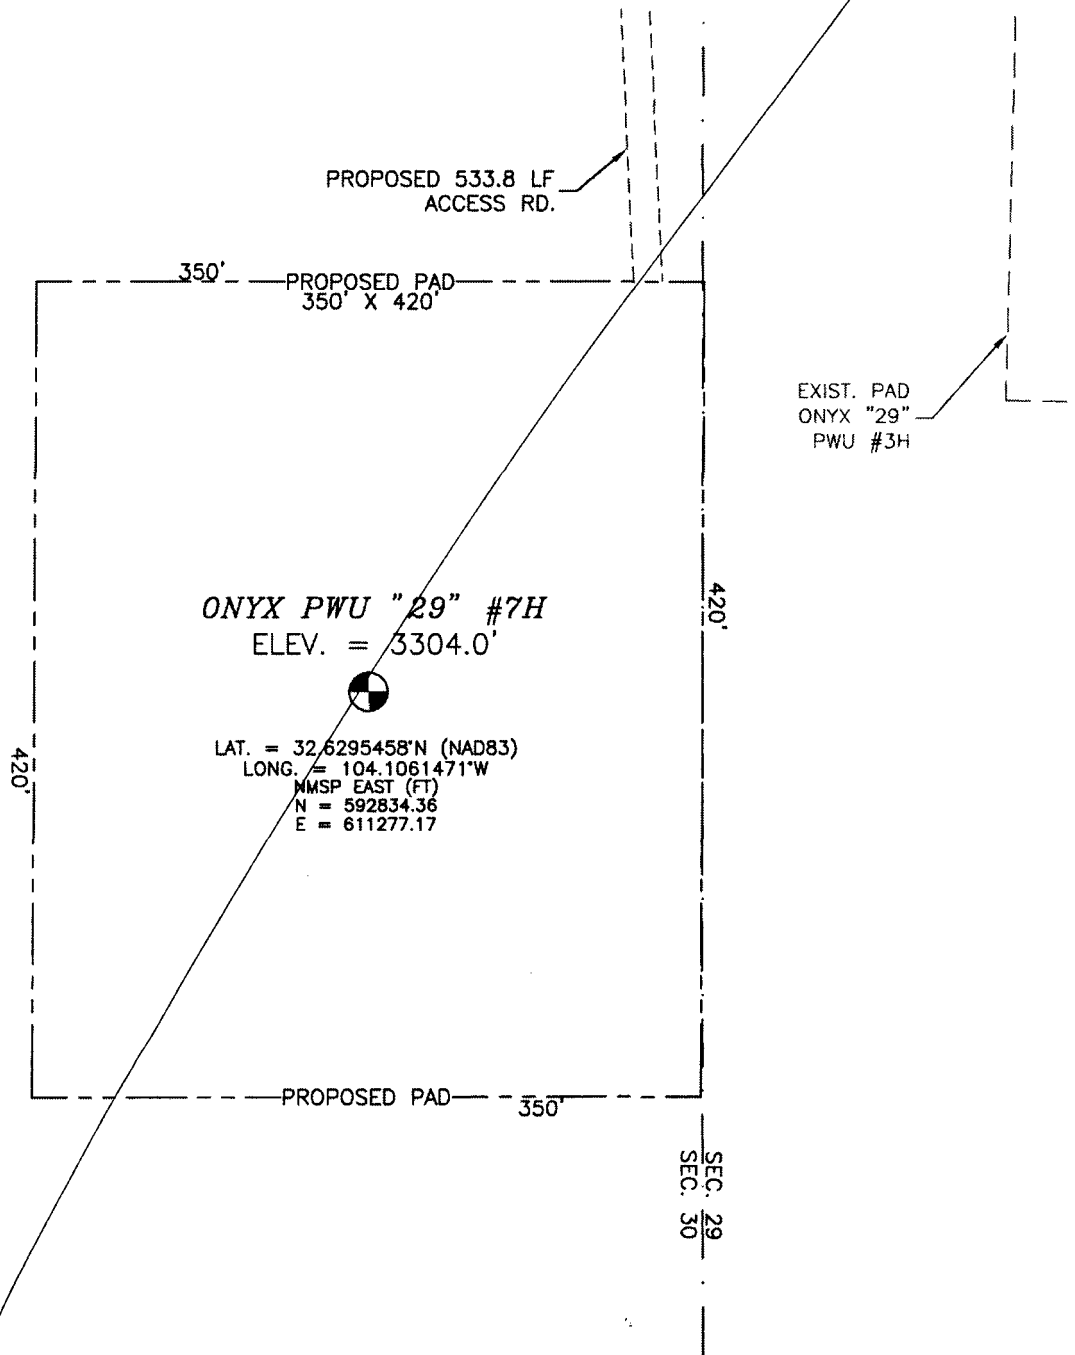 PROPOSED 533.8 LF
ACCESS RD.
350'
PROPOSED PAD
350' X 420'
EXIST. PAD
ONYX "29"
PWU #3H
ONYX PWU "29" #7H
ELEV. = 3304.0'
420'
LAT. = 32.6295458°N (NAD83)
LONG. = 104.1061471°W
NMSP EAST (FT)
N = 592834.36
E = 611277.17
420'
PROPOSED PAD
350'
SEC. 29
SEC. 30